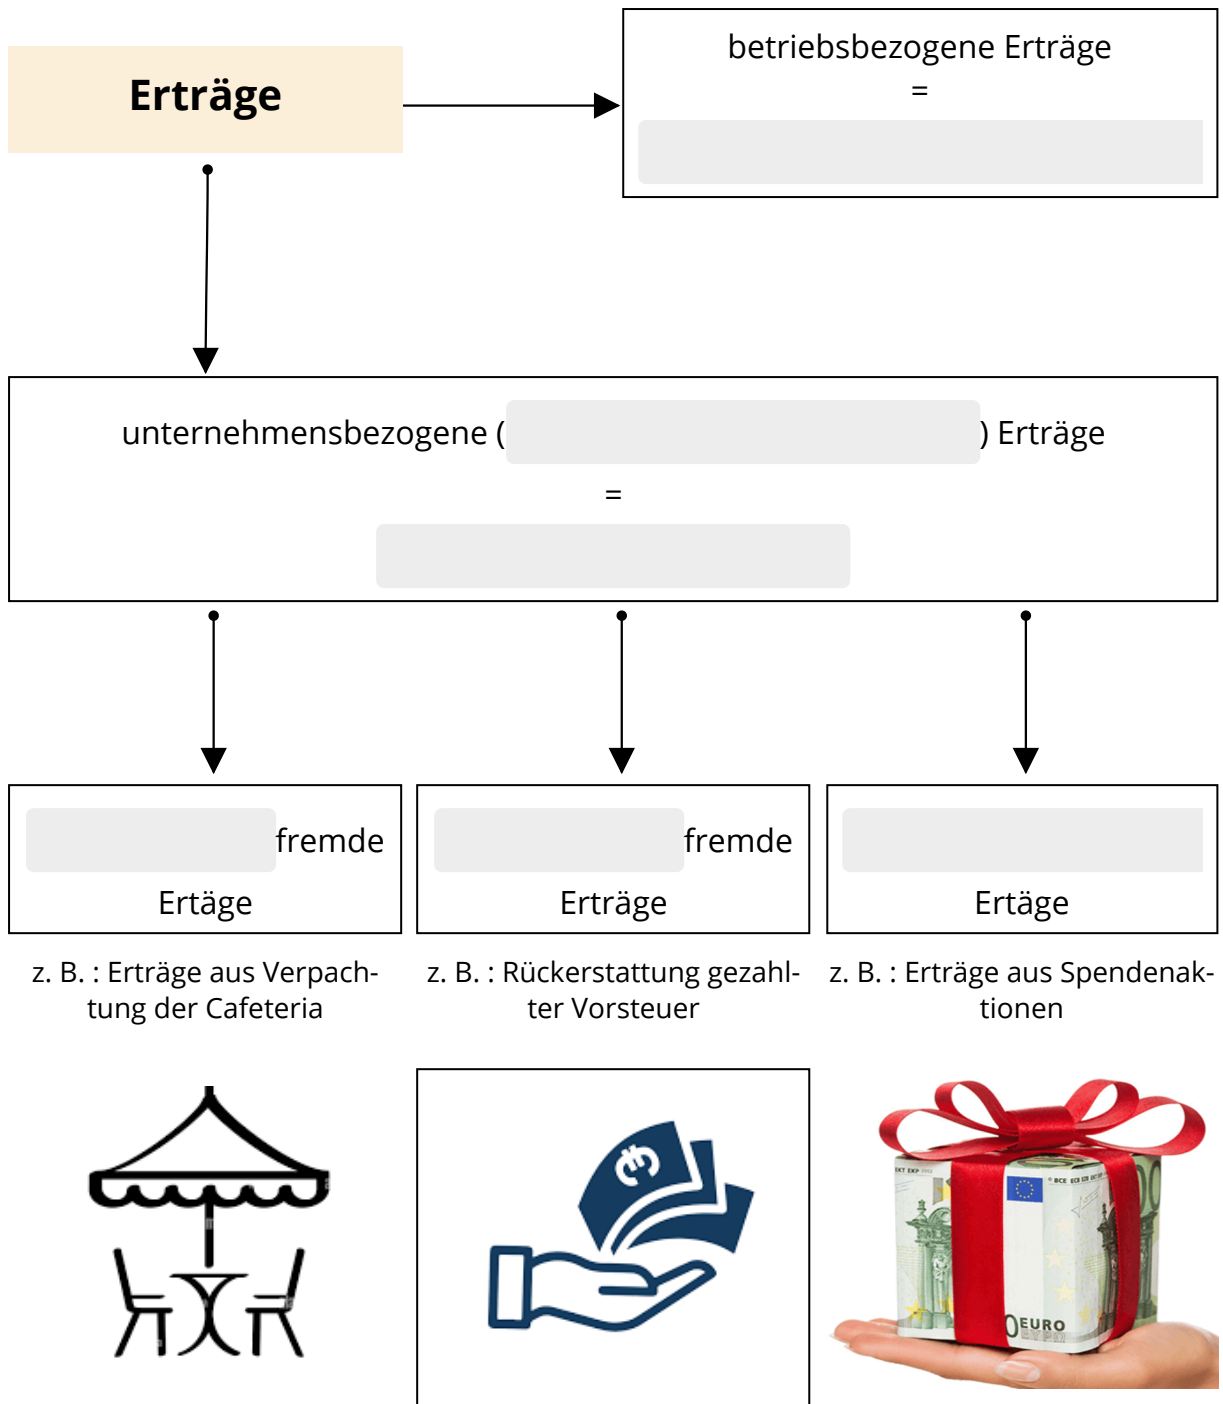 betriebsbezogene Erträge
Erträge
=
unternehmensbezogene ( ) Erträge
=
fremde
Ertäge
fremde
Erträge
Ertäge
z. B. : Erträge aus Verpach-
tung der Cafeteria
z. B. : Rückerstattung gezahl-
ter Vorsteuer
z. B. : Erträge aus Spendenak-
tionen
EURO